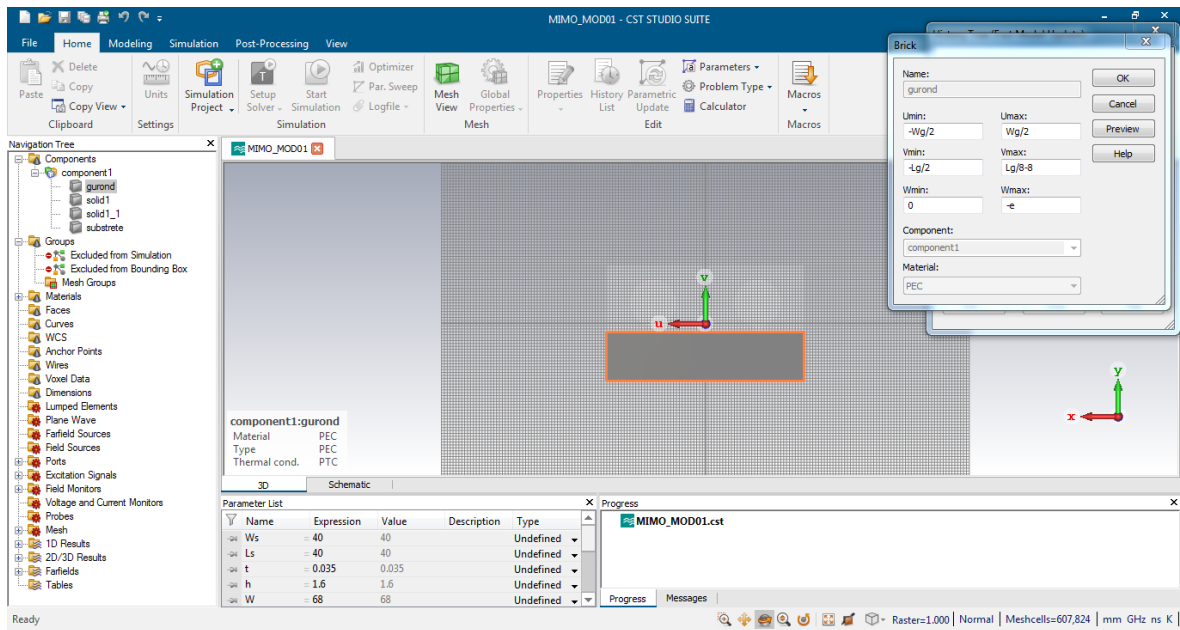 MIMO_MOD01 - CST STUDIO SUITE
File Home Modeling Simulation Post-Processing View
Paste
Delete
Copy
Copy View
Clipboard
Units
Settings
Simulation Project
Setup Solver
Start Simulation
Optimizer
Par. Sweep
Logfile
Simulation
Mesh View
Global Properties
Mesh
Properties
History List
Parametric Update
Parameters
Problem Type
Calculator
Edit
Macros
Macros
Navigation Tree
Components
component1
gurond
solid1
solid1_1
substrete
Groups
Excluded from Simulation
Excluded from Bounding Box
Mesh Groups
Materials
Faces
Curves
WCS
Anchor Points
Wires
Voxel Data
Dimensions
Lumped Elements
Plane Wave
Farfield Sources
Field Sources
Ports
Excitation Signals
Field Monitors
Voltage and Current Monitors
Probes
Mesh
1D Results
2D/3D Results
Farfields
Tables
MIMO_MOD01
v
u
y
x
component1:gurond
Material PEC
Type PEC
Thermal cond. PTC
3D Schematic
Brick
Name:
gurond
Umin: Umax:
-Wg/2 Wg/2
Vmin: Vmax:
-Lg/2 Lg/8-8
Wmin: Wmax:
0 -e
Component:
component1
Material:
PEC
OK
Cancel
Preview
Help
Parameter List
Name Expression Value Description Type
Ws = 40 40 Undefined
Ls = 40 40 Undefined
t = 0.035 0.035 Undefined
h = 1.6 1.6 Undefined
W = 68 68 Undefined
Progress
MIMO_MOD01.cst
Progress Messages
Ready
Raster=1.000 Normal Meshcells=607,824 mm GHz ns K